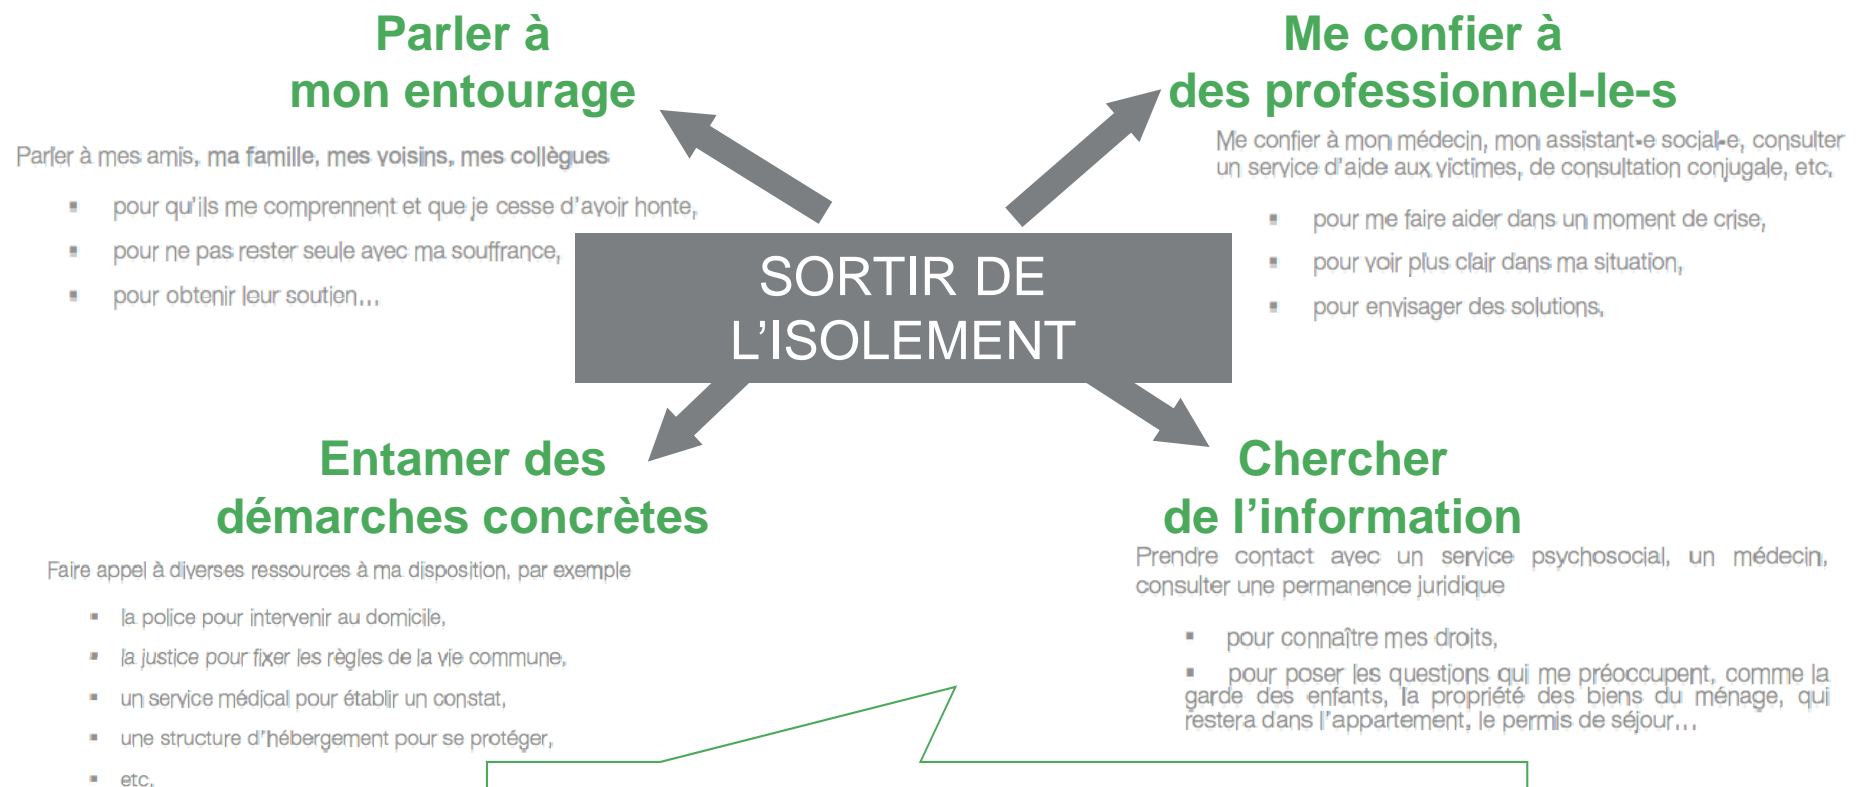 Parler à
mon entourage
Parler à mes amis, ma famille, mes voisins, mes collègues
▪ pour qu'ils me comprennent et que je cesse d'avoir honte,
▪ pour ne pas rester seule avec ma souffrance,
▪ pour obtenir leur soutien...
Me confier à
des professionnel-le-s
Me confier à mon médecin, mon assistant-e social-e, consulter
un service d'aide aux victimes, de consultation conjugale, etc.
▪ pour me faire aider dans un moment de crise,
▪ pour voir plus clair dans ma situation,
▪ pour envisager des solutions.
SORTIR DE
L'ISOLEMENT
Entamer des
démarches concrètes
Faire appel à diverses ressources à ma disposition, par exemple
▪ la police pour intervenir au domicile,
▪ la justice pour fixer les règles de la vie commune,
▪ un service médical pour établir un constat,
▪ une structure d'hébergement pour se protéger,
▪ etc.
Chercher
de l'information
Prendre contact avec un service psychosocial, un médecin,
consulter une permanence juridique
▪ pour connaître mes droits,
▪ pour poser les questions qui me préoccupent, comme la
garde des enfants, la propriété des biens du ménage, qui
restera dans l'appartement, le permis de séjour...